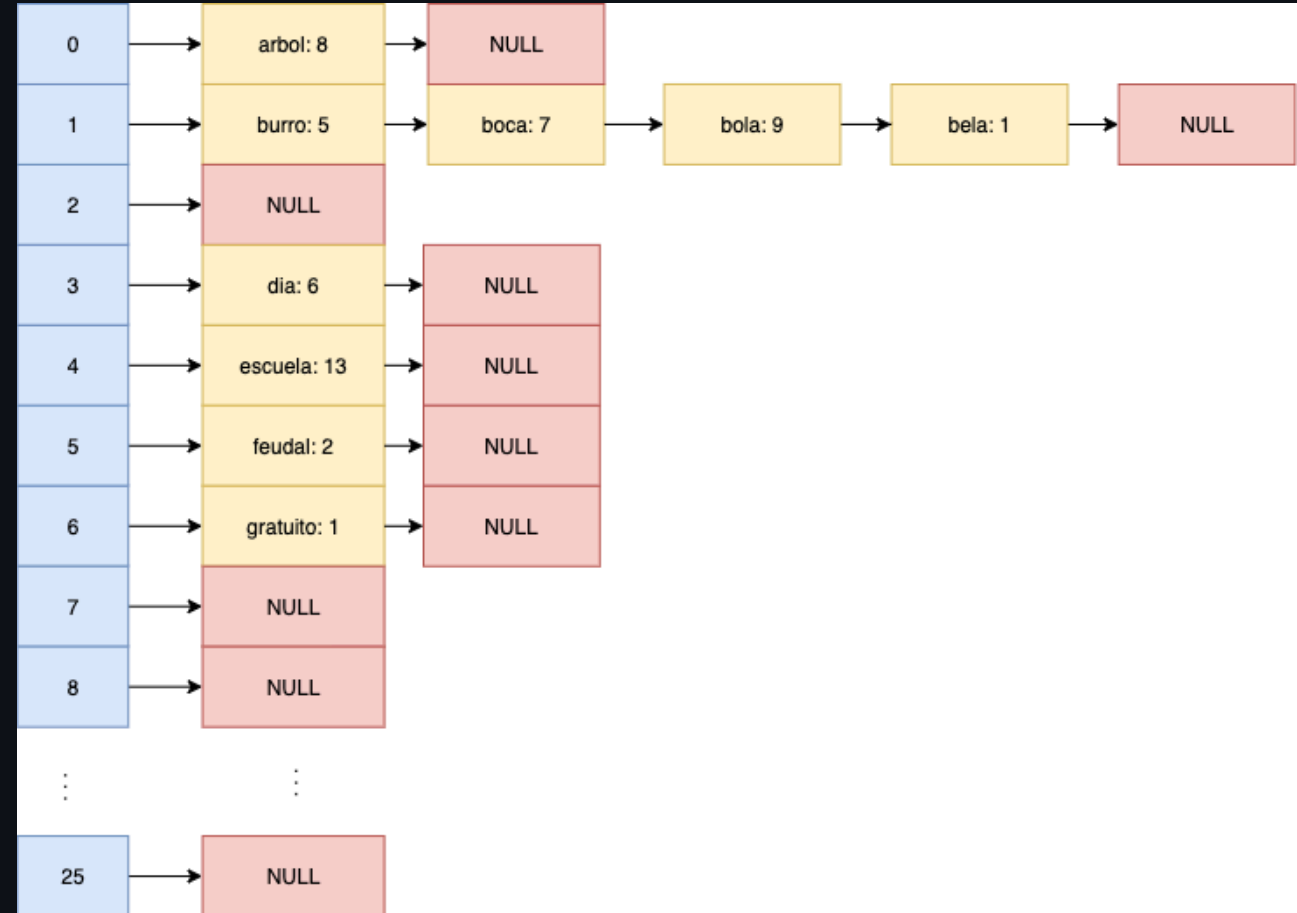 0 arbol: 8 NULL
1 burro: 5 boca: 7 bola: 9 bela: 1 NULL
2 NULL
3 dia: 6 NULL
4 escuela: 13 NULL
5 feudal: 2 NULL
6 gratuito: 1 NULL
7 NULL
8 NULL
⋮ ⋮
25 NULL